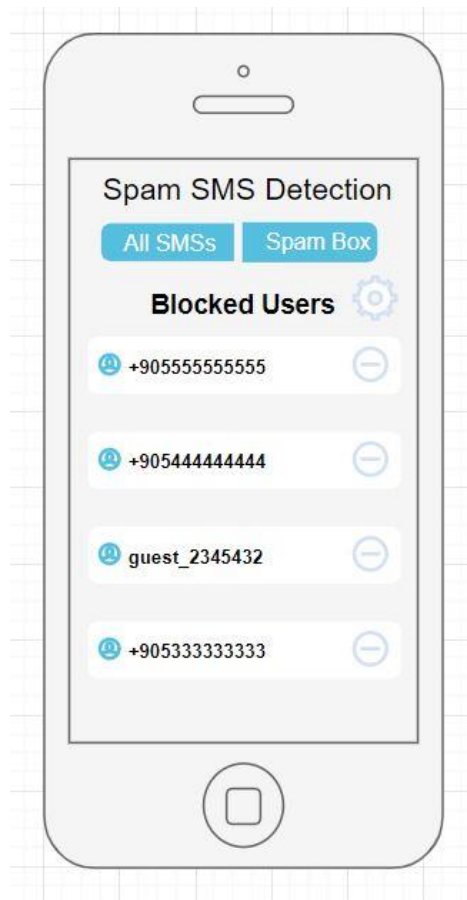 Spam SMS Detection
All SMSs Spam Box
Blocked Users
+905555555555
+905444444444
guest_2345432
+905333333333